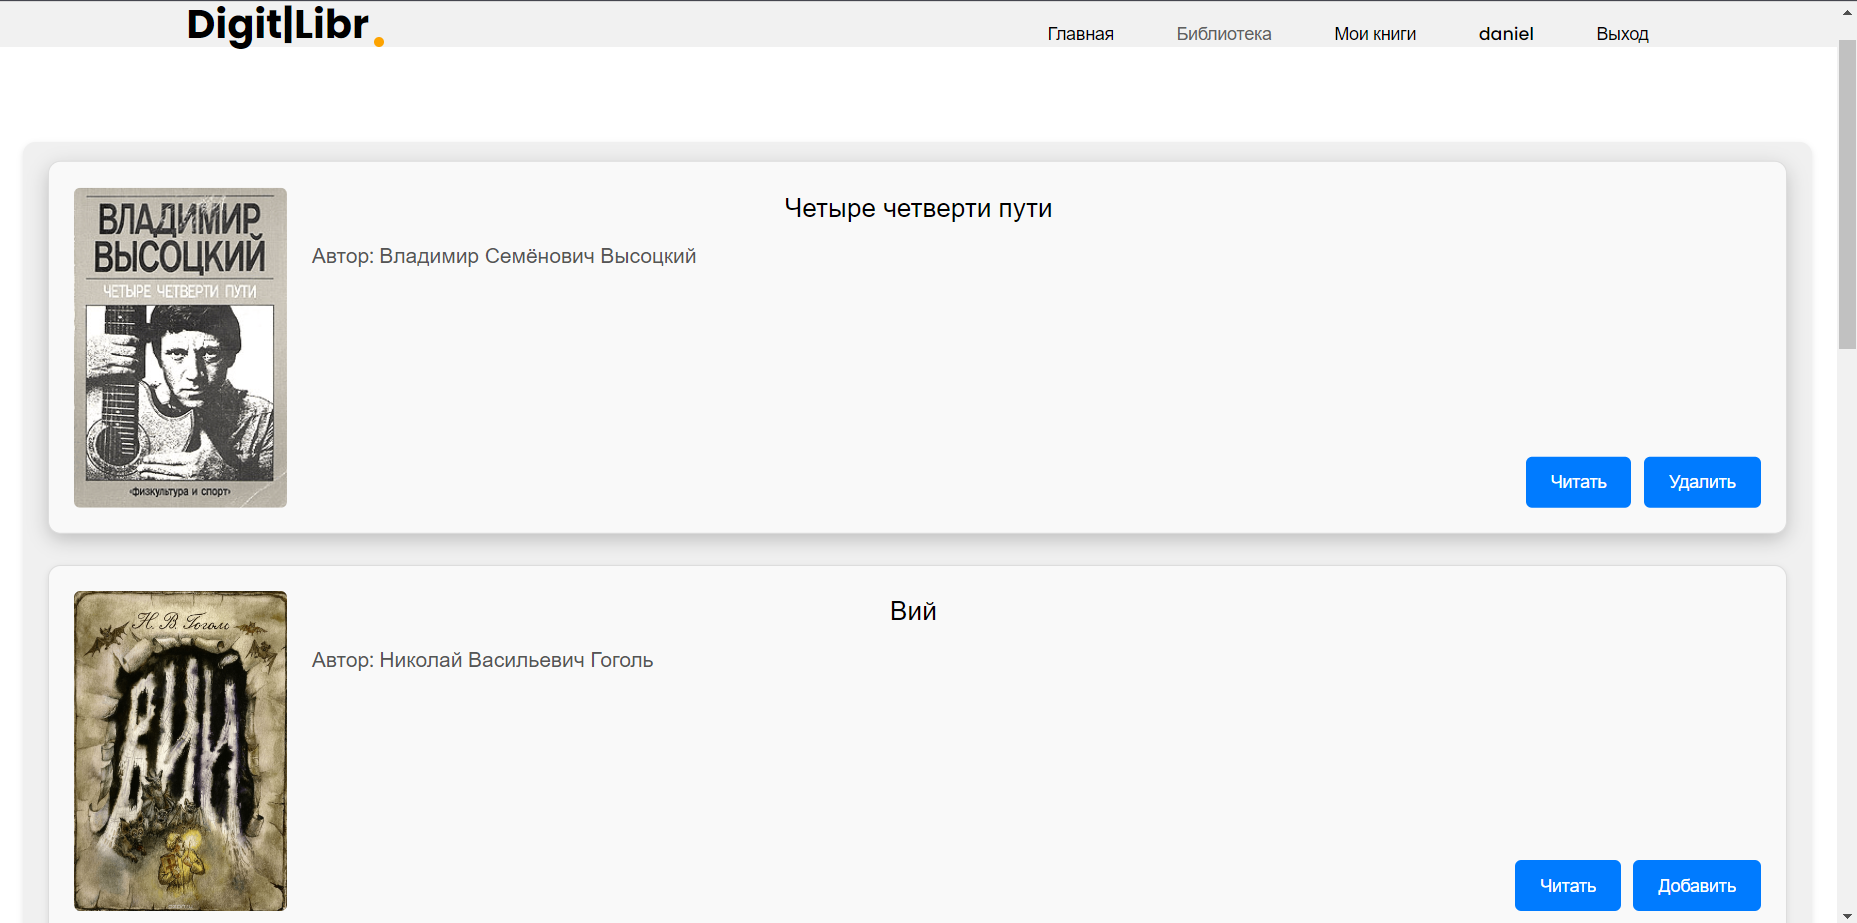 Digit|Libr.
Главная Библиотека Мои книги daniel Выход
Четыре четверти пути
Автор: Владимир Семёнович Высоцкий
ВЛАДИМИР
ВЫСОЦКИЙ
ЧЕТЫРЕ ЧЕТВЕРТИ ПУТИ
«физкультура и спорт»
Читать Удалить
Вий
Автор: Николай Васильевич Гоголь
Н. В. Гоголь
ВИЙ
Читать Добавить